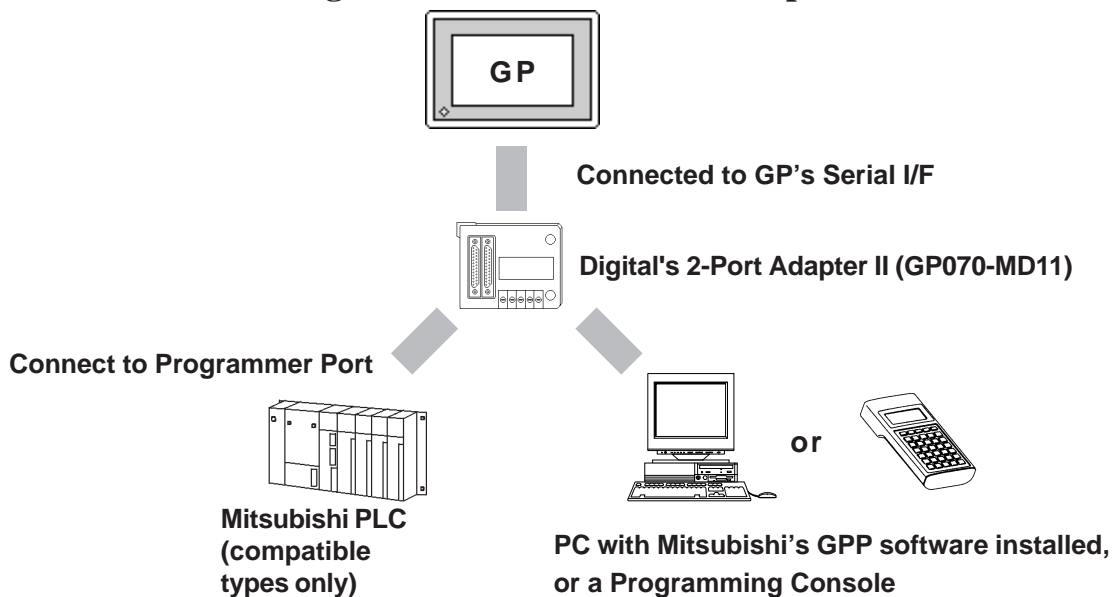 GP
Connected to GP’s Serial I/F
Digital's 2-Port Adapter II (GP070-MD11)
Connect to Programmer Port
or
Mitsubishi PLC
(compatible
types only)
PC with Mitsubishi’s GPP software installed,
or a Programming Console